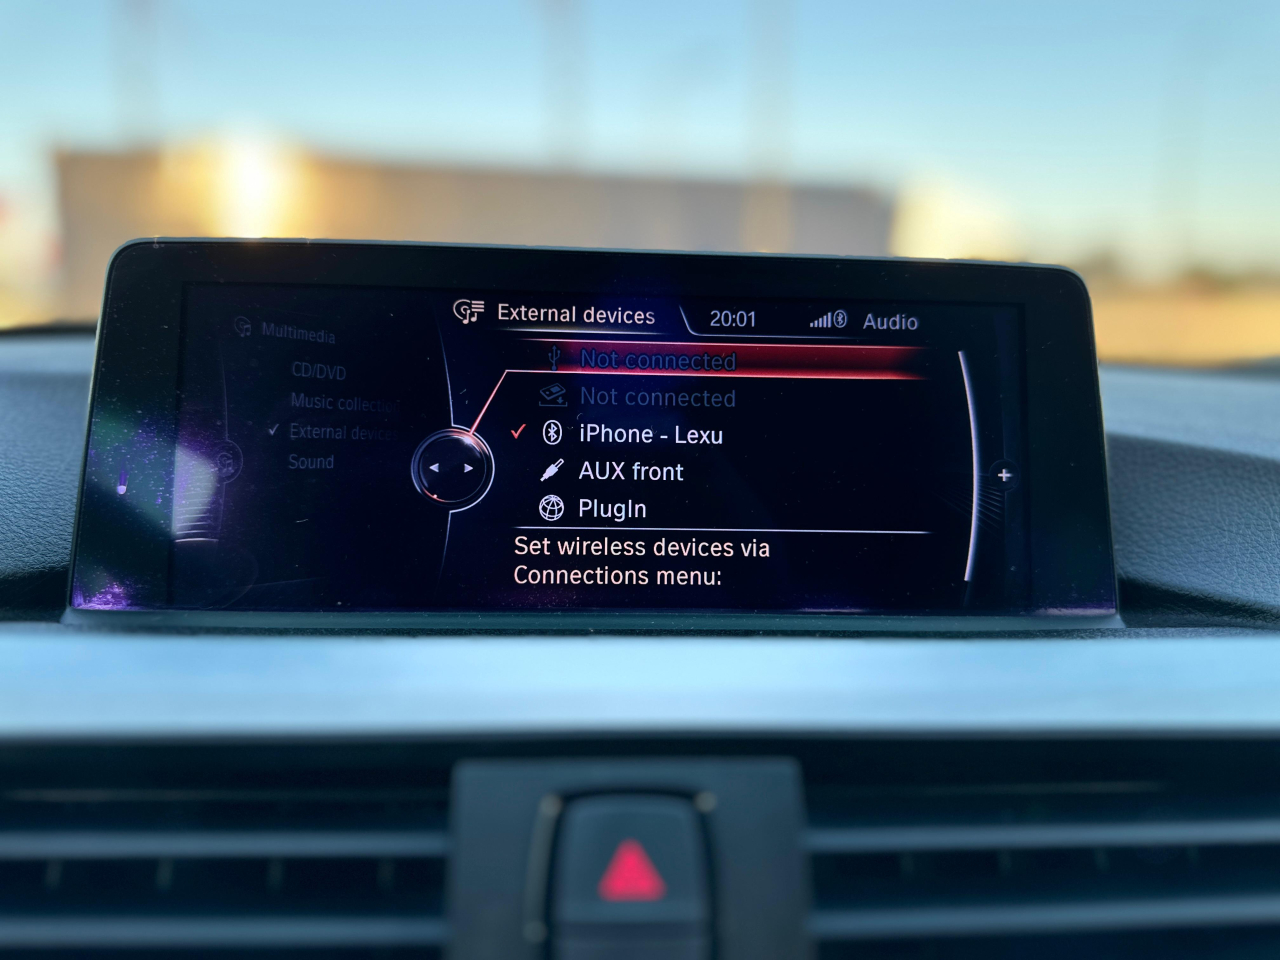 External devices
20:01
Audio
Multimedia
CD/DVD
Music collection
External devices
Sound
Not connected
Not connected
iPhone - Lexu
AUX front
PlugIn
Set wireless devices via
Connections menu: